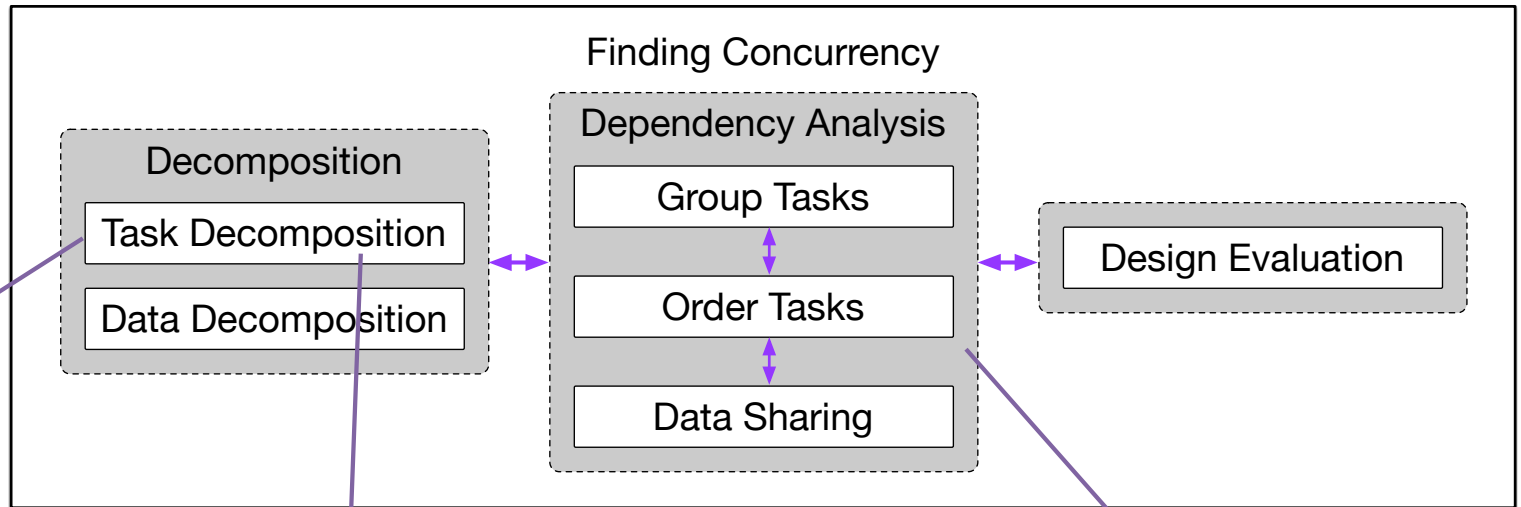 Finding Concurrency
Decomposition
Task Decomposition
Data Decomposition
Dependency Analysis
Group Tasks
Order Tasks
Data Sharing
Design Evaluation